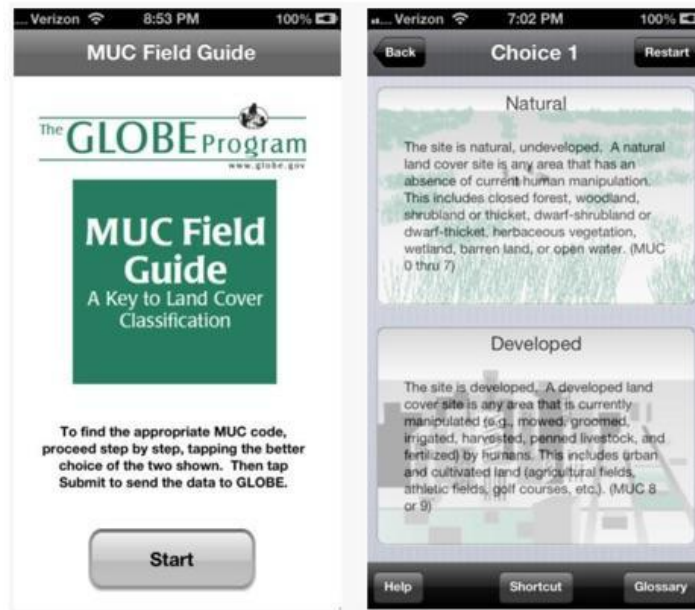 ... Verizon 8:53 PM 100%
MUC Field Guide
The GLOBE Program
www.globe.gov
MUC Field
Guide
A Key to Land Cover
Classification
To find the appropriate MUC code,
proceed step by step, tapping the better
choice of the two shown. Then tap
Submit to send the data to GLOBE.
Start
Verizon 7:02 PM 100%
Back Choice 1 Restart
Natural
The site is natural, undeveloped. A natural
land cover site is any area that has an
absence of current human manipulation.
This includes closed forest, woodland,
shrubland or thicket, dwarf-shrubland or
dwarf-thicket, herbaceous vegetation,
wetland, barren land, or open water. (MUC
0 thru 7)
Developed
The site is developed. A developed land
cover site is any area that is currently
manipulated (e.g., mowed, groomed,
irrigated, harvested, penned livestock, and
fertilized) by humans. This includes urban
and cultivated land (agricultural fields,
athletic fields, golf courses, etc.). (MUC 8
or 9)
Help Shortcut Glossary